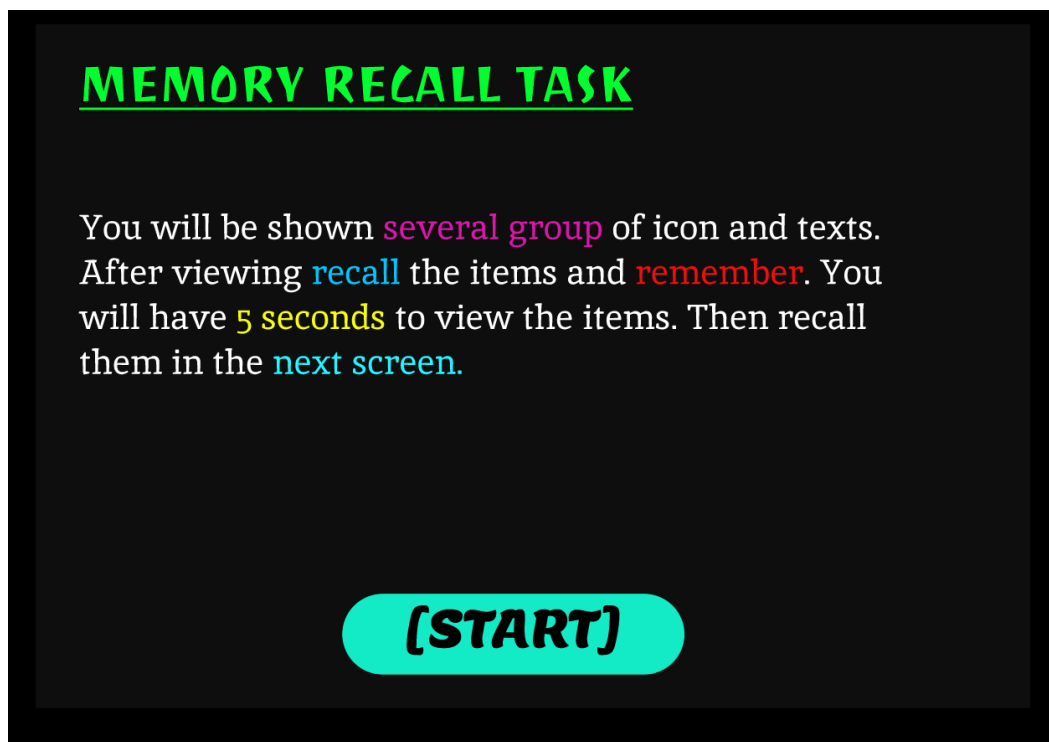 MEMORY RECALL TASK
You will be shown several group of icon and texts.
After viewing recall the items and remember. You
will have 5 seconds to view the items. Then recall
them in the next screen.
[START]